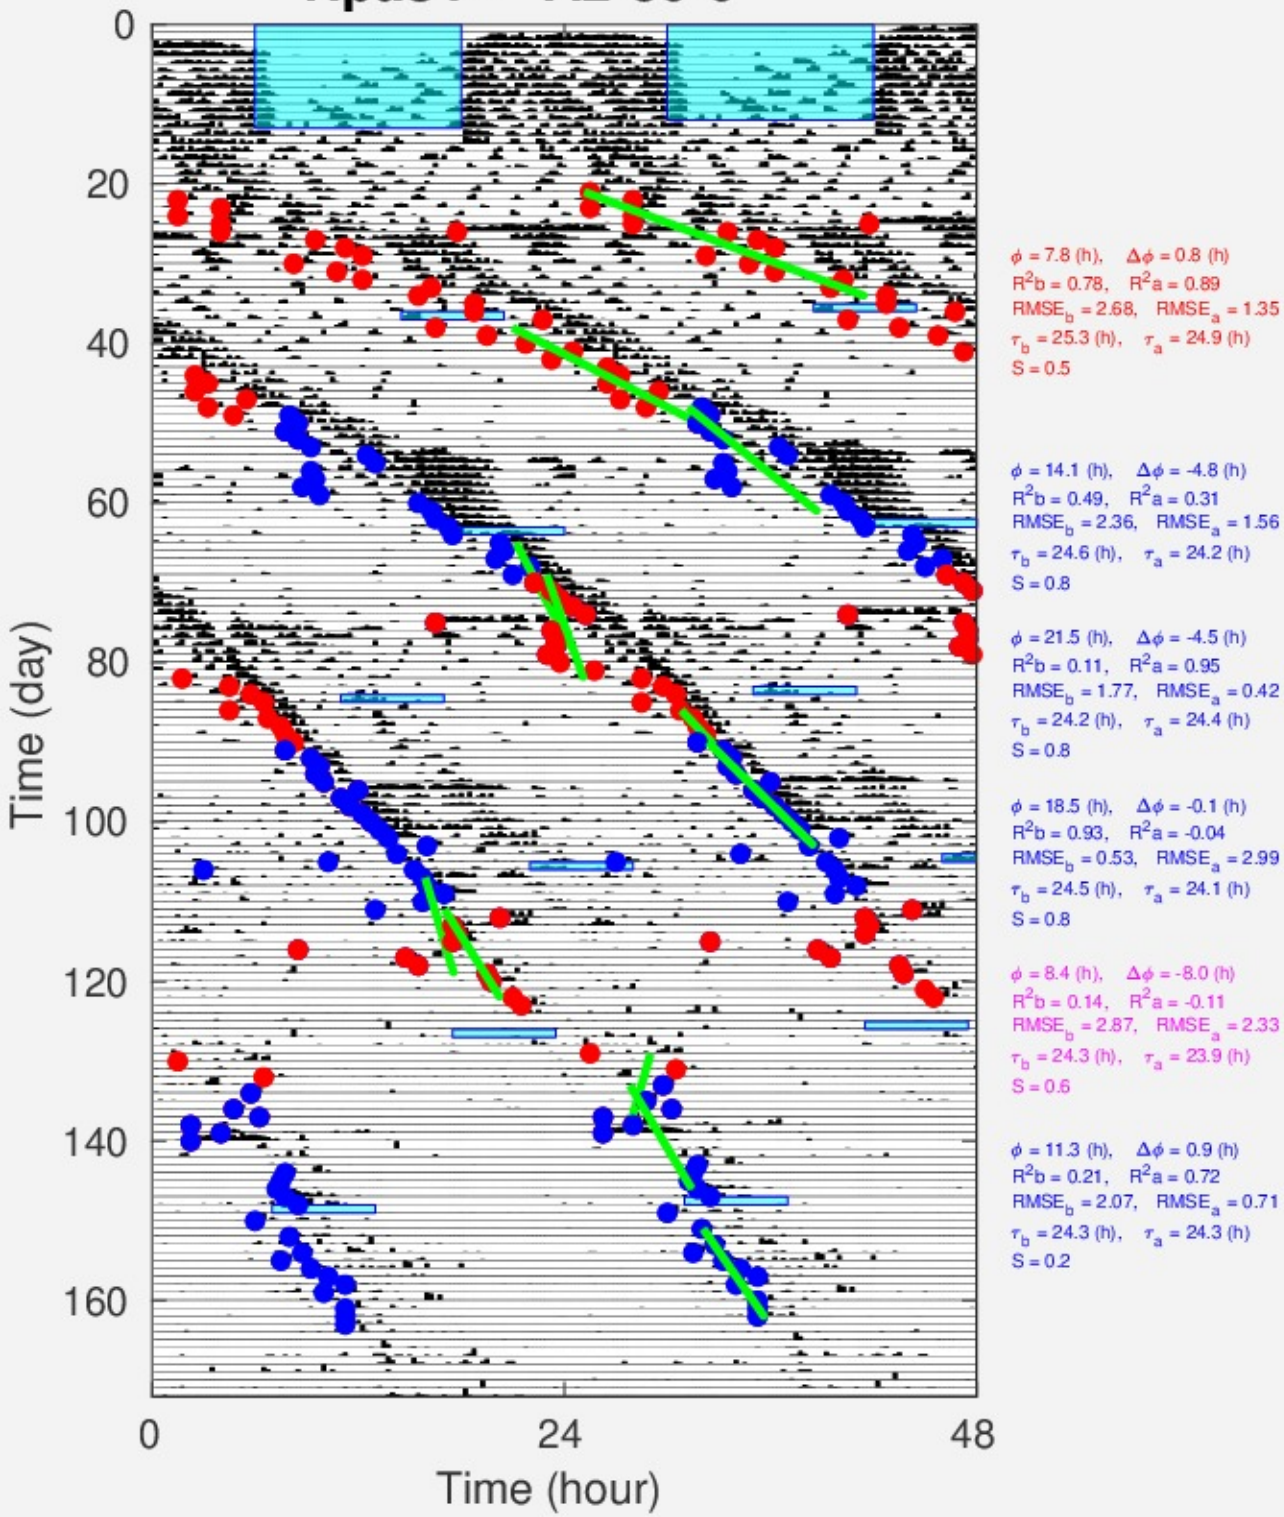 0
20
40
60
80
100
120
140
160
Time (day)
0 24 48
Time (hour)
ϕ = 7.8 (h), Δϕ = 0.8 (h)
R²b = 0.78, R²a = 0.89
RMSE_b = 2.68, RMSE_a = 1.35
τ_b = 25.3 (h), τ_a = 24.9 (h)
S = 0.5
ϕ = 14.1 (h), Δϕ = -4.8 (h)
R²b = 0.49, R²a = 0.31
RMSE_b = 2.36, RMSE_a = 1.56
τ_b = 24.6 (h), τ_a = 24.2 (h)
S = 0.8
ϕ = 21.5 (h), Δϕ = -4.5 (h)
R²b = 0.11, R²a = 0.95
RMSE_b = 1.77, RMSE_a = 0.42
τ_b = 24.2 (h), τ_a = 24.4 (h)
S = 0.8
ϕ = 18.5 (h), Δϕ = -0.1 (h)
R²b = 0.93, R²a = -0.04
RMSE_b = 0.53, RMSE_a = 2.99
τ_b = 24.5 (h), τ_a = 24.1 (h)
S = 0.8
ϕ = 8.4 (h), Δϕ = -8.0 (h)
R²b = 0.14, R²a = -0.11
RMSE_b = 2.87, RMSE_a = 2.33
τ_b = 24.3 (h), τ_a = 23.9 (h)
S = 0.6
ϕ = 11.3 (h), Δϕ = 0.9 (h)
R²b = 0.21, R²a = 0.72
RMSE_b = 2.07, RMSE_a = 0.71
τ_b = 24.3 (h), τ_a = 24.3 (h)
S = 0.2